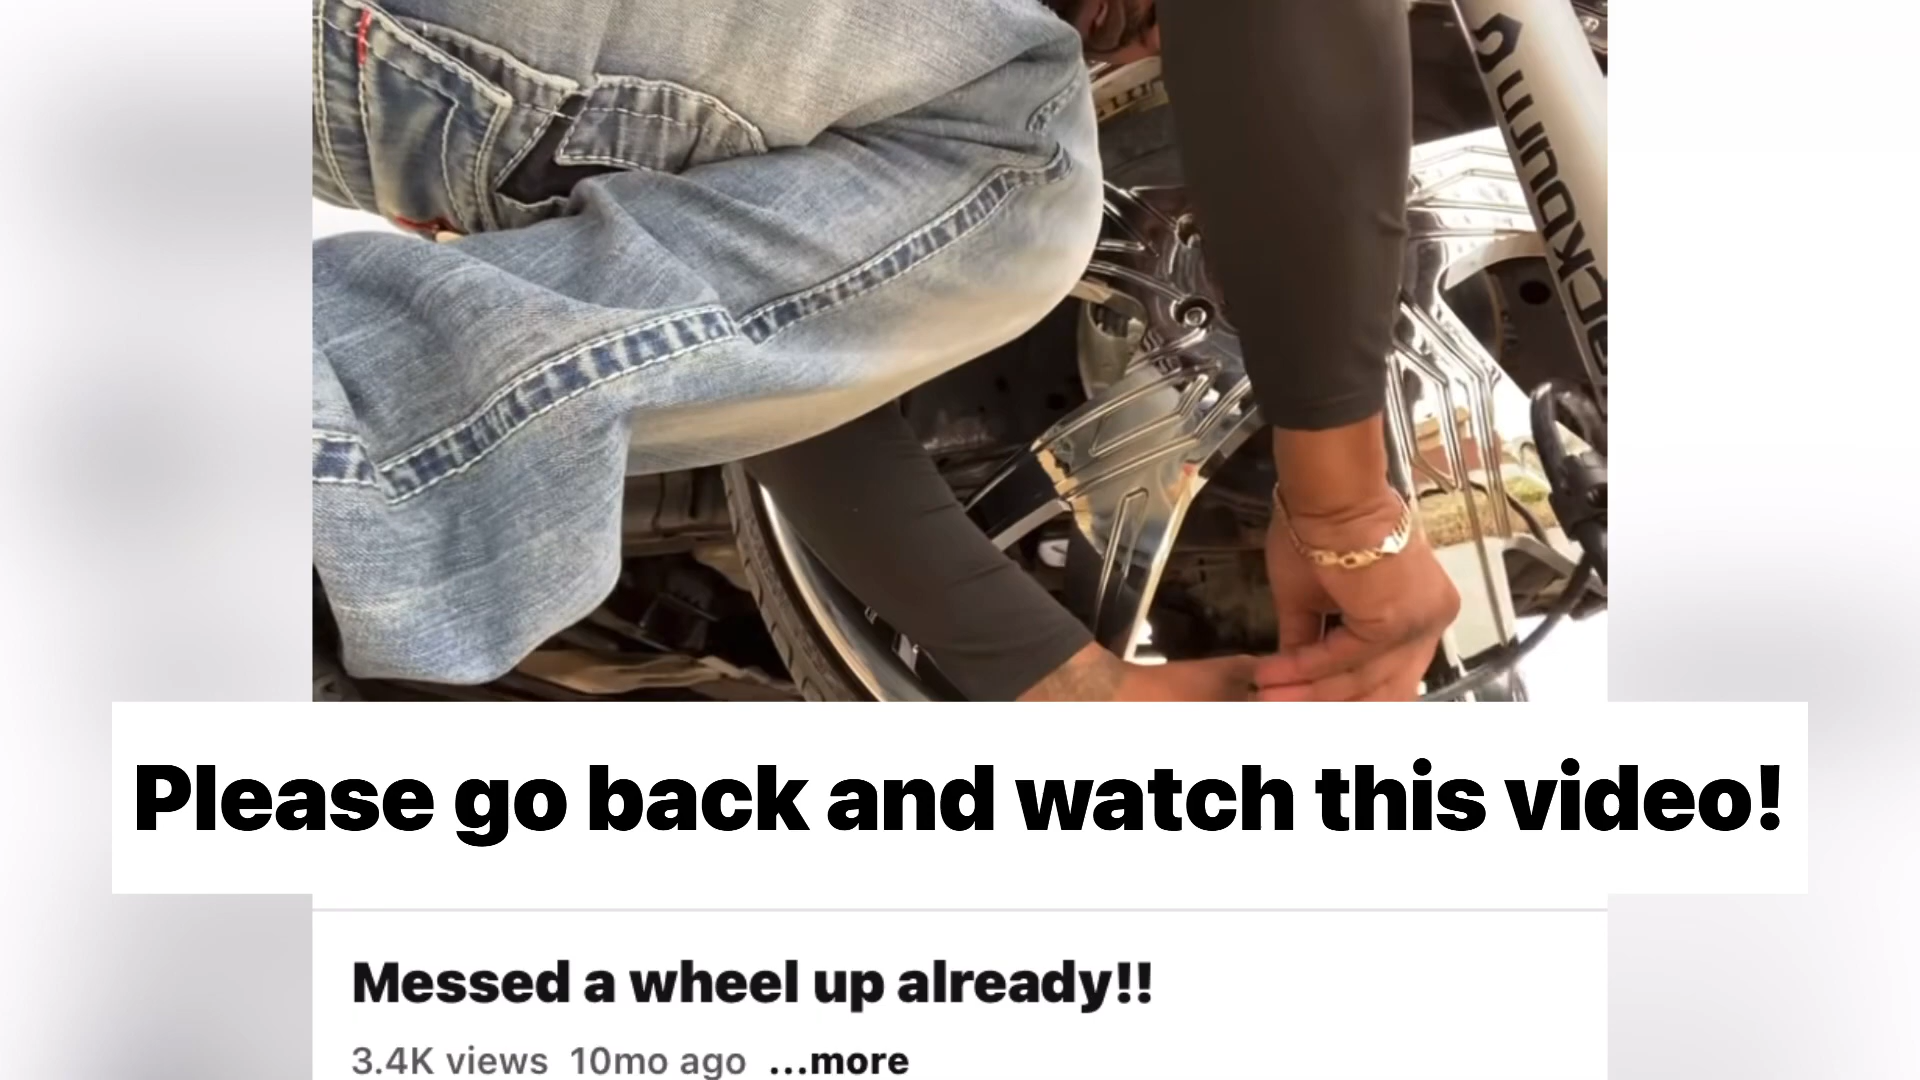 Please go back and watch this video!
Messed a wheel up already!!
3.4K views 10mo ago ...more